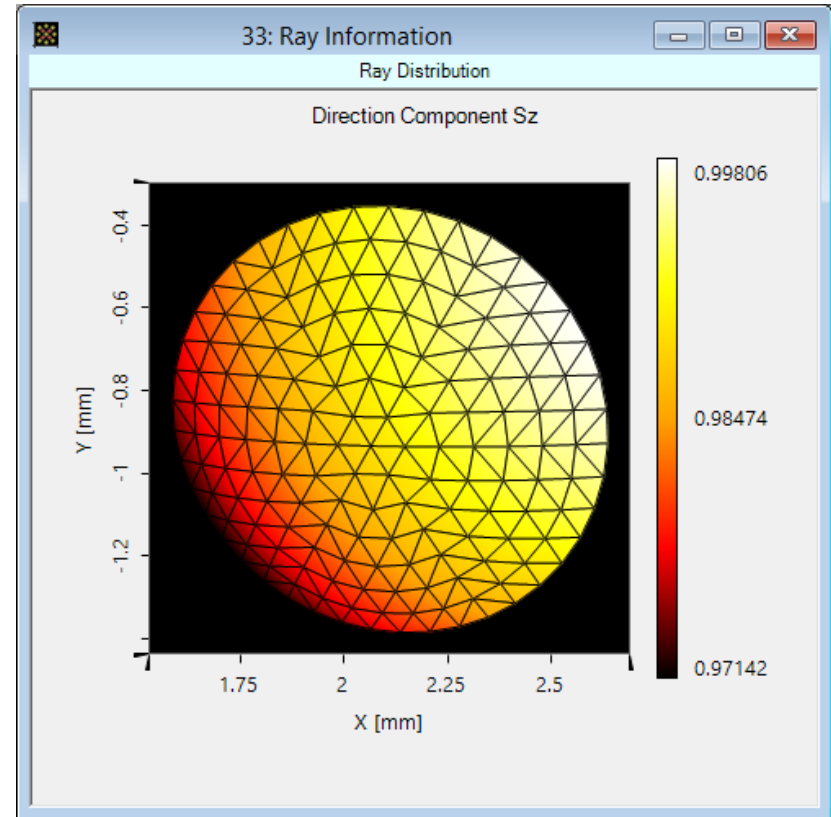 33: Ray Information
Ray Distribution
Direction Component Sz
0.99806
0.98474
0.97142
Y [mm]
-0.4
-0.6
-0.8
-1
-1.2
1.75 2 2.25 2.5
X [mm]